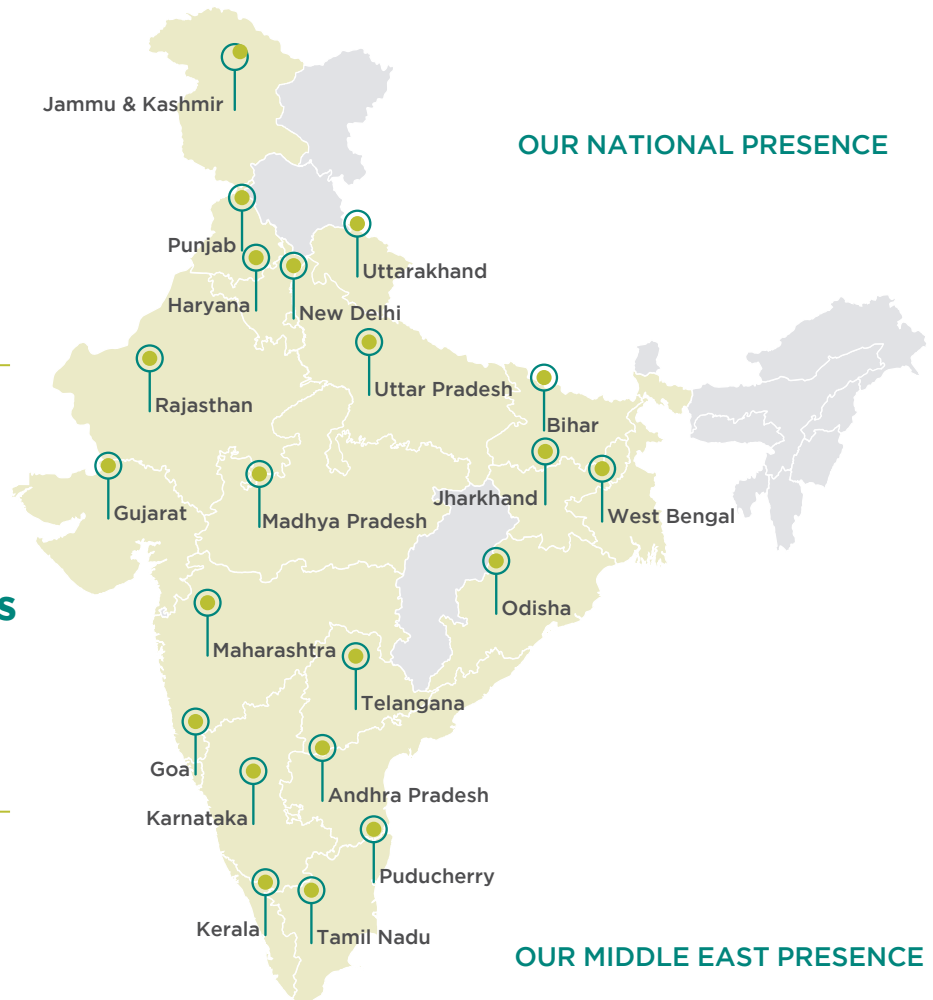 Jammu & Kashmir
OUR NATIONAL PRESENCE
Punjab
Uttarakhand
Haryana
New Delhi
Uttar Pradesh
Rajasthan
Bihar
Jharkhand
Gujarat
Madhya Pradesh
West Bengal
Odisha
S
Maharashtra
Telangana
Goa
Andhra Pradesh
Karnataka
Puducherry
Kerala
Tamil Nadu
OUR MIDDLE EAST PRESENCE